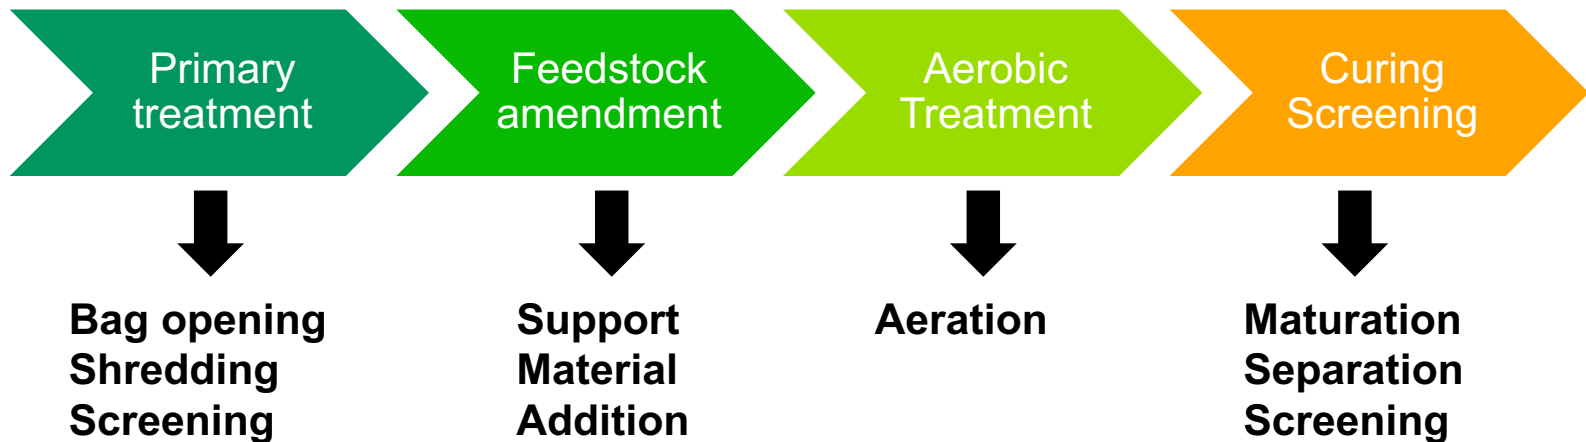 Primary
treatment
Feedstock
amendment
Aerobic
Treatment
Curing
Screening
Bag opening
Shredding
Screening
Support
Material
Addition
Aeration
Maturation
Separation
Screening